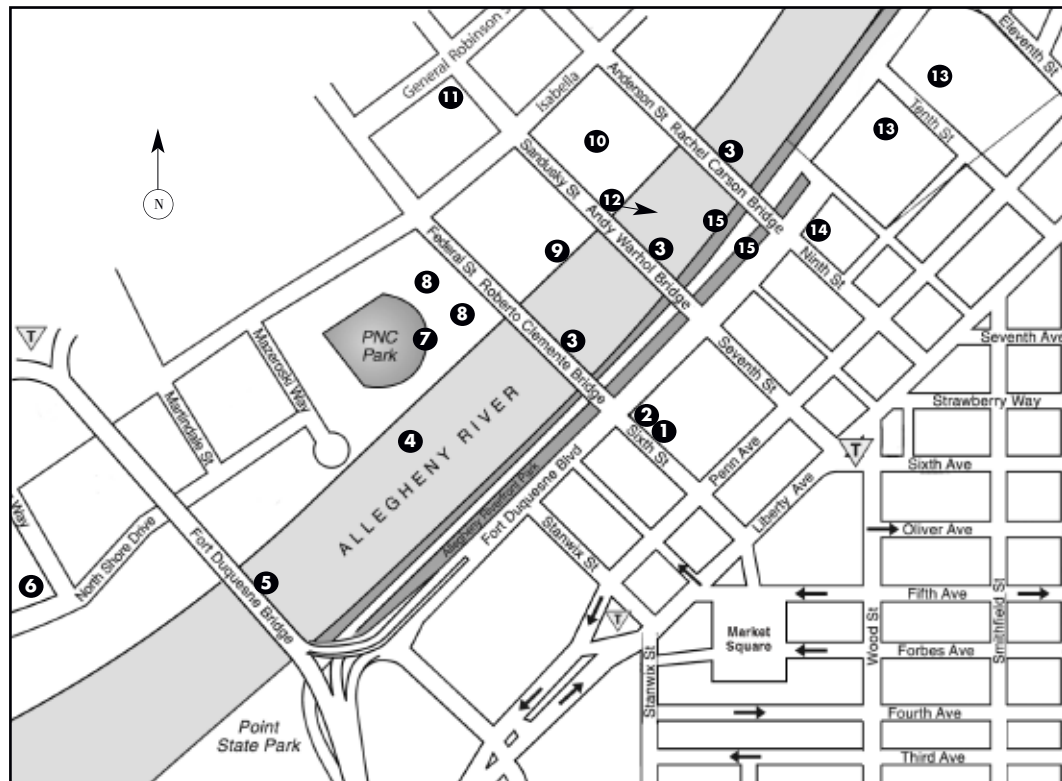 General Robinson S
11
Isabella
Anderson St
Rachel Carson Bridge
Eleventh St
13
Tenth St
13
10
3
N
Sandusky St
Andy Warhol Bridge
12
15
3
15
14
Ninth St
Federal St
Roberto Clemente Bridge
9
8
8
7
PNC
Park
3
T
Mazeroski Way
Martindale St
Seventh Ave
Seventh St
Strawberry Way
2
1
Sixth St
Penn Ave
T
Sixth Ave
4
ALLEGHENY RIVER
Allegheny Riverfront Park
Fort Duquesne Blvd
Liberty Ave
Stanwix St
Oliver Ave
Way
North Shore Drive
Fort Duquesne Bridge
5
6
Fifth Ave
T
Market
Square
Wood St
Smithfield St
Forbes Ave
Stanwix St
Fourth Ave
Third Ave
Point
State Park